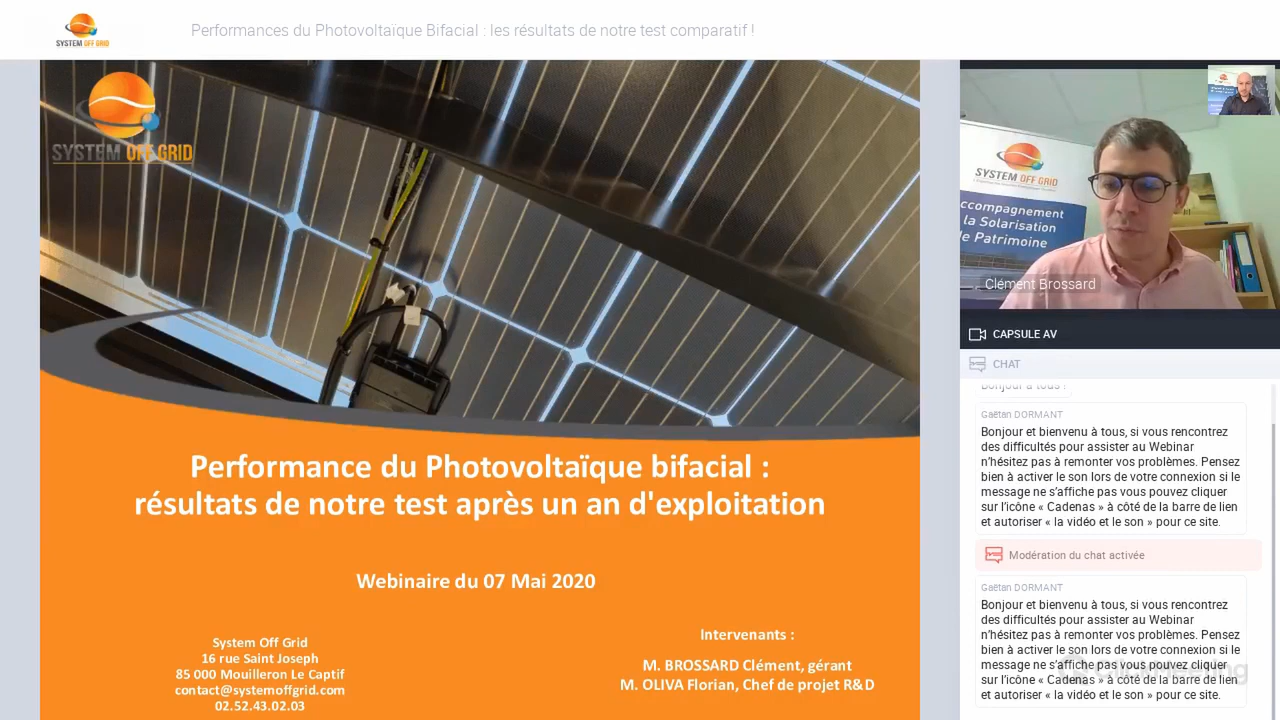 SYSTEM OFF GRID
Performances du Photovoltaïque Bifacial : les résultats de notre test comparatif !
SYSTEM OFF GRID
Performance du Photovoltaïque bifacial :
résultats de notre test après un an d'exploitation
Webinaire du 07 Mai 2020
System Off Grid
16 rue Saint Joseph
85 000 Mouilleron Le Captif
contact@systemoffgrid.com
02.52.43.02.03
Intervenants :
M. BROSSARD Clément, gérant
M. OLIVA Florian, Chef de projet R&D
SYSTEM OFF GRID
ccompagnement
la Solarisation
de Patrimoine
Clément Brossard
CAPSULE AV
CHAT
Bonjour à tous !
Gaëtan DORMANT
Bonjour et bienvenu à tous, si vous rencontrez
des difficultés pour assister au Webinar
n'hésitez pas à remonter vos problèmes. Pensez
bien à activer le son lors de votre connexion si le
message ne s'affiche pas vous pouvez cliquer
sur l'icône « Cadenas » à côté de la barre de lien
et autoriser « la vidéo et le son » pour ce site.
Modération du chat activée
Gaëtan DORMANT
Bonjour et bienvenu à tous, si vous rencontrez
des difficultés pour assister au Webinar
n'hésitez pas à remonter vos problèmes. Pensez
bien à activer le son lors de votre connexion si le
message ne s'affiche pas vous pouvez cliquer
sur l'icône « Cadenas » à côté de la barre de lien
et autoriser « la vidéo et le son » pour ce site.
ClickMeeting